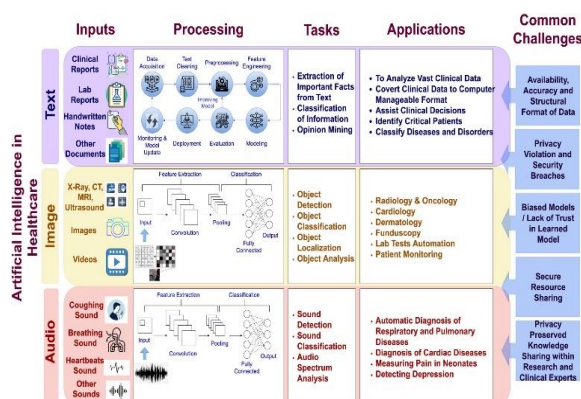 Inputs
Processing
Tasks
Applications
Common
Challenges
Artificial Intelligence in
Healthcare
Text
Clinical
Reports
Lab
Reports
Handwritten
Notes
Other
Documents
Data
Acquisition
Text
Cleaning
Preprocessing
Feature
Engineering
Improving
Model
Monitoring
& Model
Update
Deployment
Evaluation
Modeling
• Extraction of
Important Facts
from Text
• Classification
of Information
• Opinion Mining
• To Analyze Vast Clinical Data
• Covert Clinical Data to Computer
Manageable Format
• Assist Clinical Decisions
• Identify Critical Patients
• Classify Diseases and Disorders
Image
X-Ray, CT,
MRI,
Ultrasound
Images
Videos
Feature Extraction
Classification
Input
Convolution
Pooling
Fully
Connected
Output
• Object
Detection
• Object
Classification
• Object
Localization
• Object Analysis
• Radiology & Oncology
• Cardiology
• Dermatology
• Funduscopy
• Lab Tests Automation
• Patient Monitoring
Audio
Coughing
Sound
Breathing
Sound
Heartbeats
Sound
Other
Sounds
Feature Extraction
Classification
Input
Convolution
Pooling
Fully
Connected
Output
• Sound
Detection
• Sound
Classification
• Audio
Spectrum
Analysis
• Automatic Diagnosis of
Respiratory and Pulmonary
Diseases
• Diagnosis of Cardiac Diseases
• Measuring Pain in Neonates
• Detecting Depression
Availability,
Accuracy and
Structural
Format of Data
Privacy
Violation and
Security
Breaches
Biased Models
/ Lack of Trust
in Learned
Model
Secure
Resource
Sharing
Privacy
Preserved
Knowledge
Sharing within
Research and
Clinical Experts